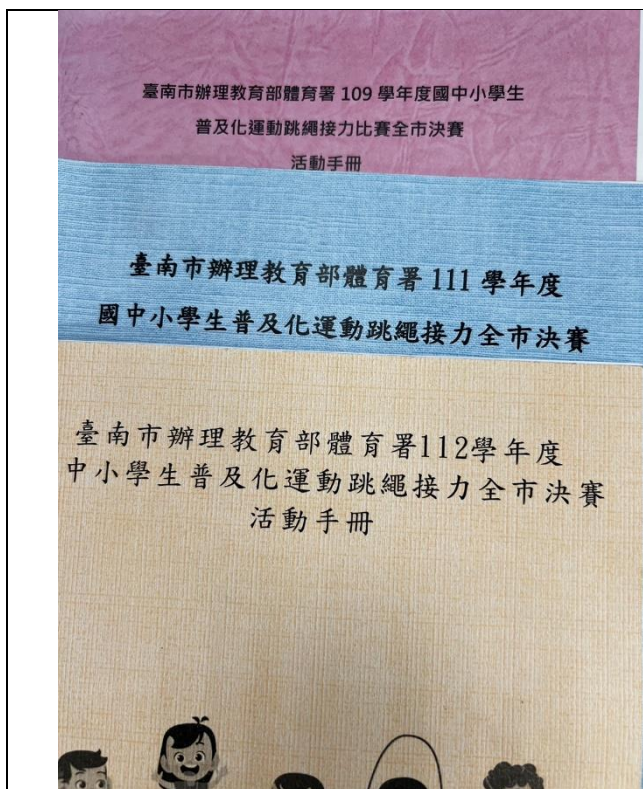 臺南市辦理教育部體育署 109 學年度國中小學生
普及化運動跳繩接力比賽全市決賽
活動手冊
臺南市辦理教育部體育署 111 學年度
國中小學生普及化運動跳繩接力全市決賽
臺南市辦理教育部體育署112學年度
中小學生普及化運動跳繩接力全市決賽
活動手冊